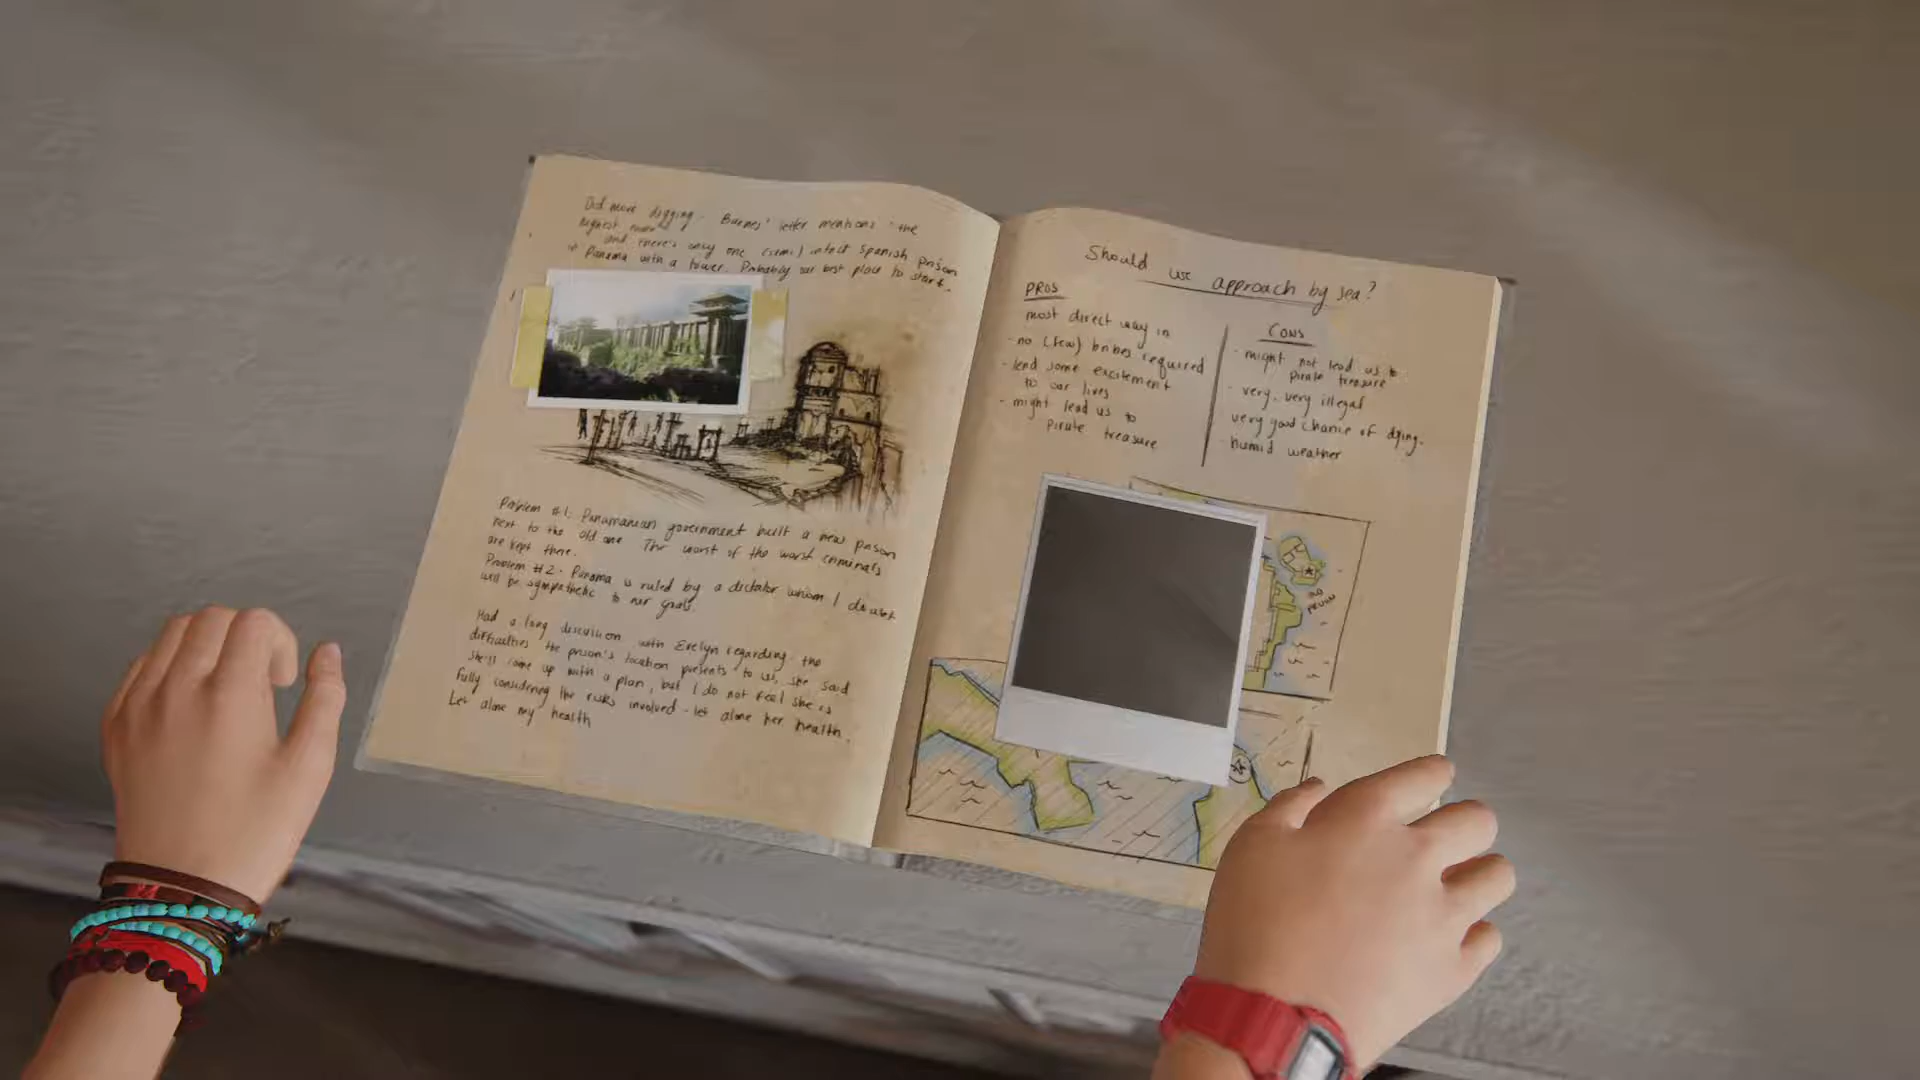 Did more digging. Burnes' letter mentions "the
highest tower"
and there's only one (semi) intact Spanish prison
in Panama with a tower. Probably our best place to start.
Problem #1: Panamanian government built a new prison
next to the old one. The worst of the worst criminals
are kept there.
Problem #2: Panama is ruled by a dictator whom I doubt
will be sympathetic to our goals.
Had a long discussion with Evelyn regarding the
difficulties the prison's location presents to us, she said
she'll come up with a plan, but I do not feel she is
fully considering the risks involved - let alone her health.
Let alone my health
Should we approach by sea?
PROS
most direct way in
- no (few) bribes required
- lend some excitement
to our lives
- might lead us to
pirate treasure
CONS
- might not lead us to
pirate treasure
- very, very illegal
very good chance of dying.
- humid weather
OLD
PRISON